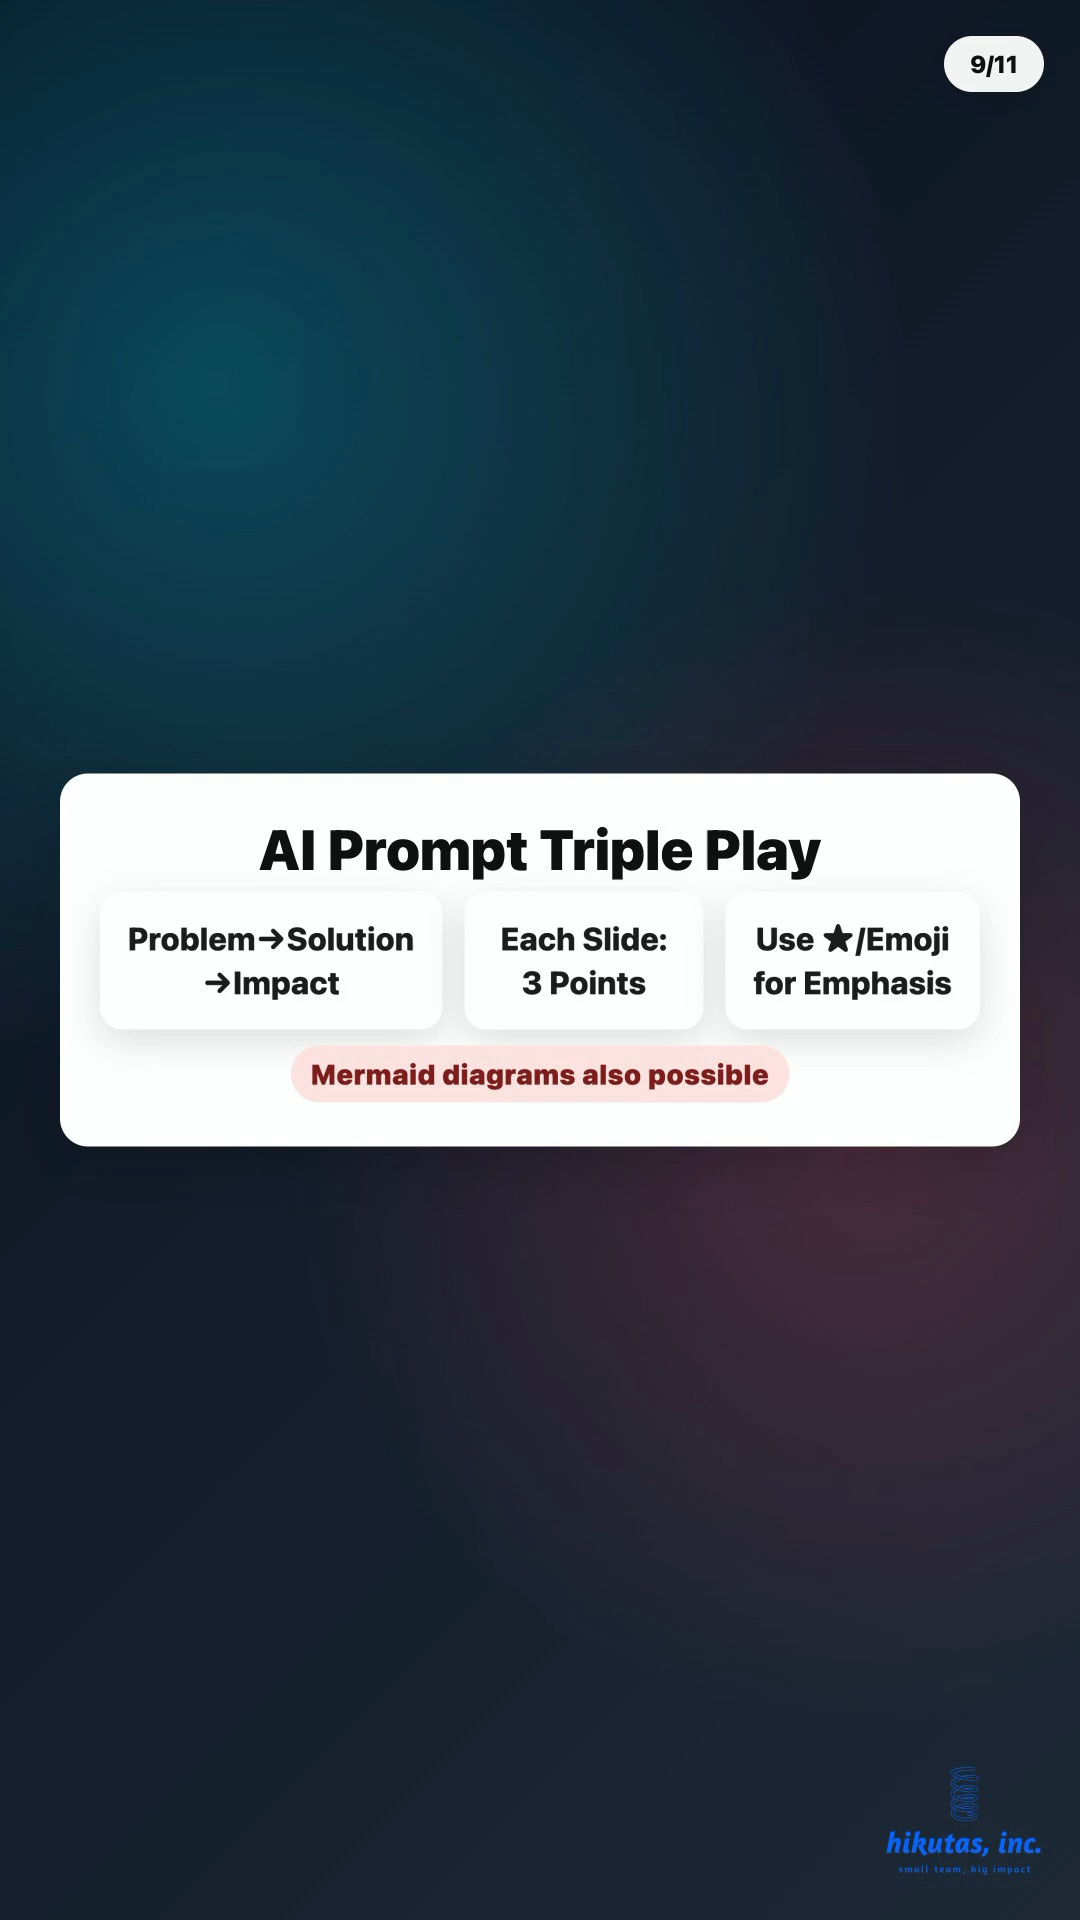 9/11
AI Prompt Triple Play
Problem→Solution
→Impact
Each Slide:
3 Points
Use ★/Emoji
for Emphasis
Mermaid diagrams also possible
hikutas, inc.
small team, big impact